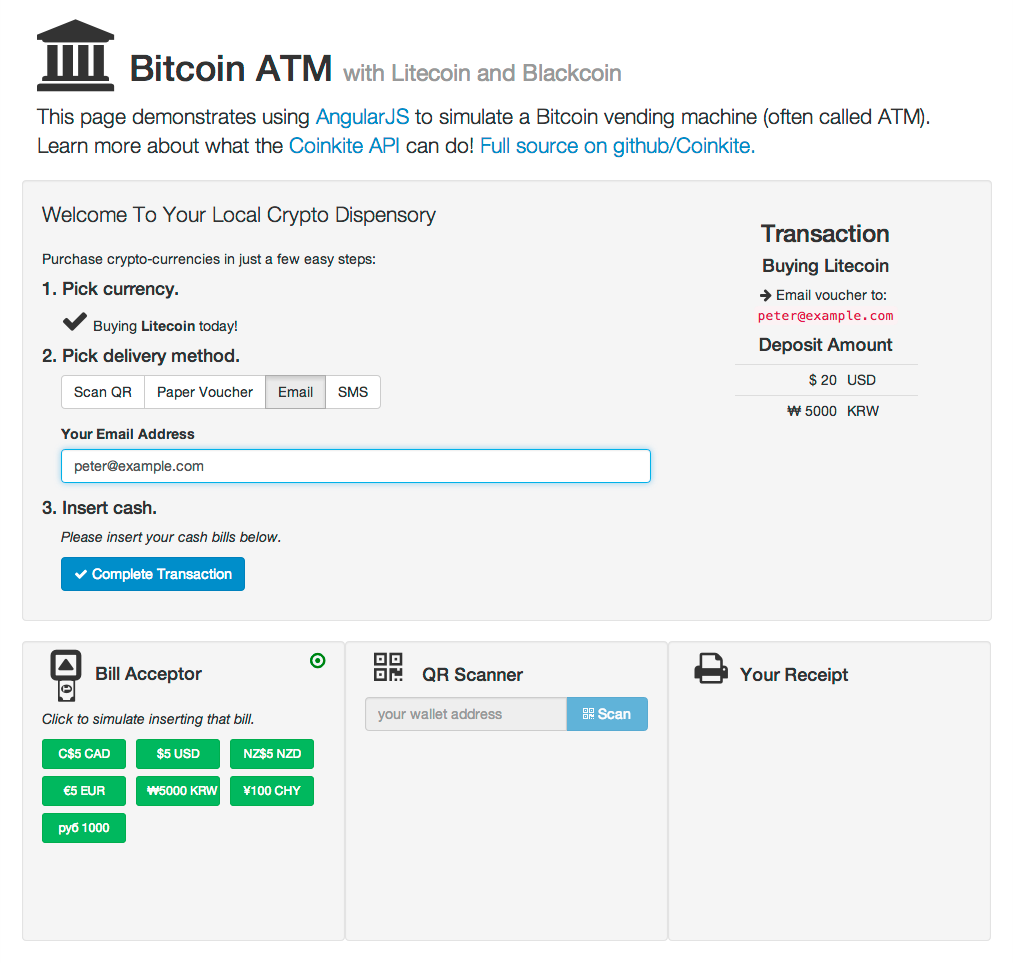 Bitcoin ATM with Litecoin and Blackcoin
This page demonstrates using AngularJS to simulate a Bitcoin vending machine (often called ATM).
Learn more about what the Coinkite API can do! Full source on github/Coinkite.
Welcome To Your Local Crypto Dispensory
Purchase crypto-currencies in just a few easy steps:
1. Pick currency.
Buying Litecoin today!
2. Pick delivery method.
Scan QR Paper Voucher Email SMS
Your Email Address
peter@example.com
3. Insert cash.
Please insert your cash bills below.
Complete Transaction
Transaction
Buying Litecoin
Email voucher to:
peter@example.com
Deposit Amount
$ 20 USD
₩ 5000 KRW
Bill Acceptor
Click to simulate inserting that bill.
C$5 CAD $5 USD NZ$5 NZD
€5 EUR ₩5000 KRW ¥100 CHY
руб 1000
QR Scanner
your wallet address Scan
Your Receipt